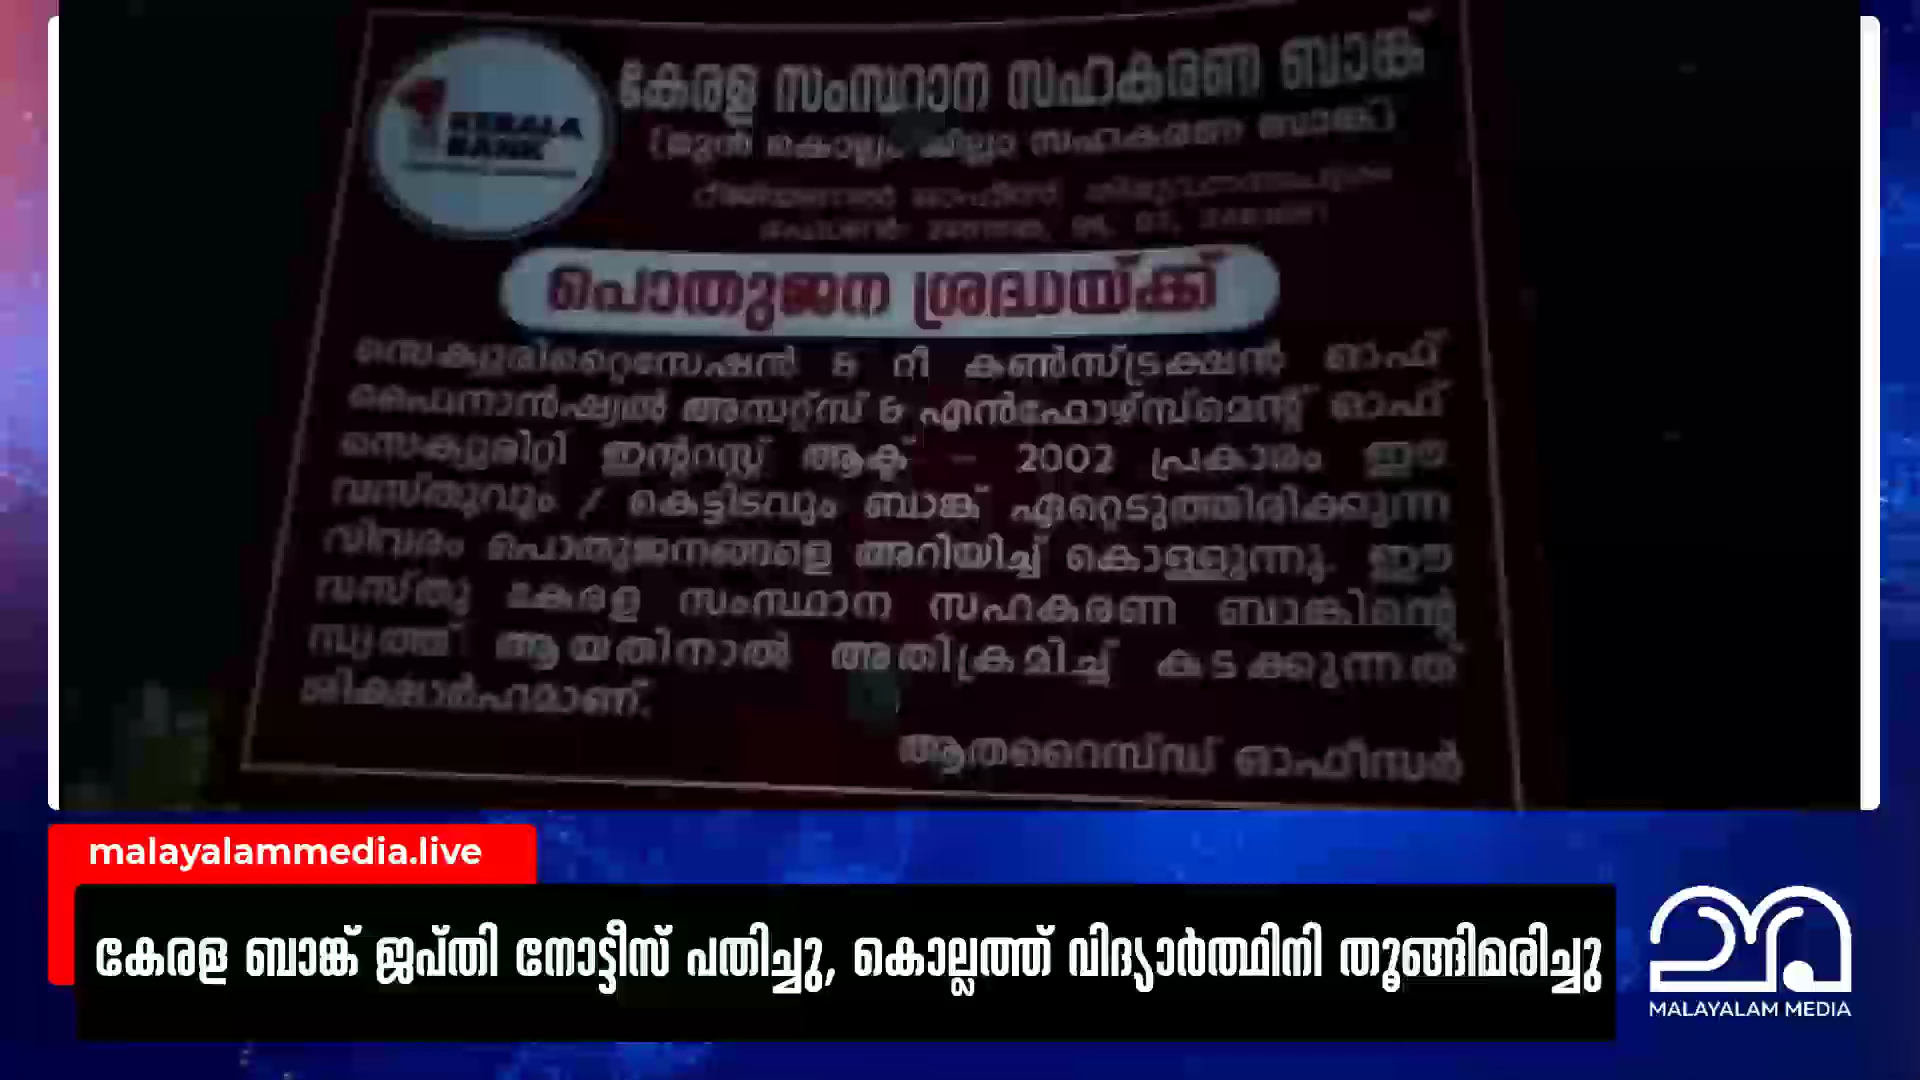 കേരള സംസ്ഥാന സഹകരണ ബാങ്ക്
KERALA
BANK
(മുൻ കൊല്ലം ജില്ലാ സഹകരണ ബാങ്ക്)
പൊതുജന ശ്രദ്ധയ്ക്ക്
സെക്യൂരിറ്റൈസേഷൻ & റീ കൺസ്ട്രക്ഷൻ ഓഫ്
ഫൈനാൻഷ്യൽ അസറ്റ്സ് & എൻഫോഴ്സ്മെന്റ് ഓഫ്
സെക്യൂരിറ്റി ഇന്ററസ്റ്റ് ആക്ട് - 2002 പ്രകാരം ഈ
വസ്തുവും / കെട്ടിടവും ബാങ്ക് ഏറ്റെടുത്തിരിക്കുന്ന
വിവരം പൊതുജനങ്ങളെ അറിയിച്ച് കൊള്ളുന്നു. ഈ
വസ്തു കേരള സംസ്ഥാന സഹകരണ ബാങ്കിന്റെ
സ്വത്ത് ആയതിനാൽ അതിക്രമിച്ച് കടക്കുന്നത്
ശിക്ഷാർഹമാണ്.
ആതറൈസ്ഡ് ഓഫീസർ
malayalammedia.live
കേരള ബാങ്ക് ജപ്തി നോട്ടീസ് പതിച്ചു, കൊല്ലത്ത് വിദ്യാർത്ഥിനി തൂങ്ങിമരിച്ചു
MALAYALAM MEDIA